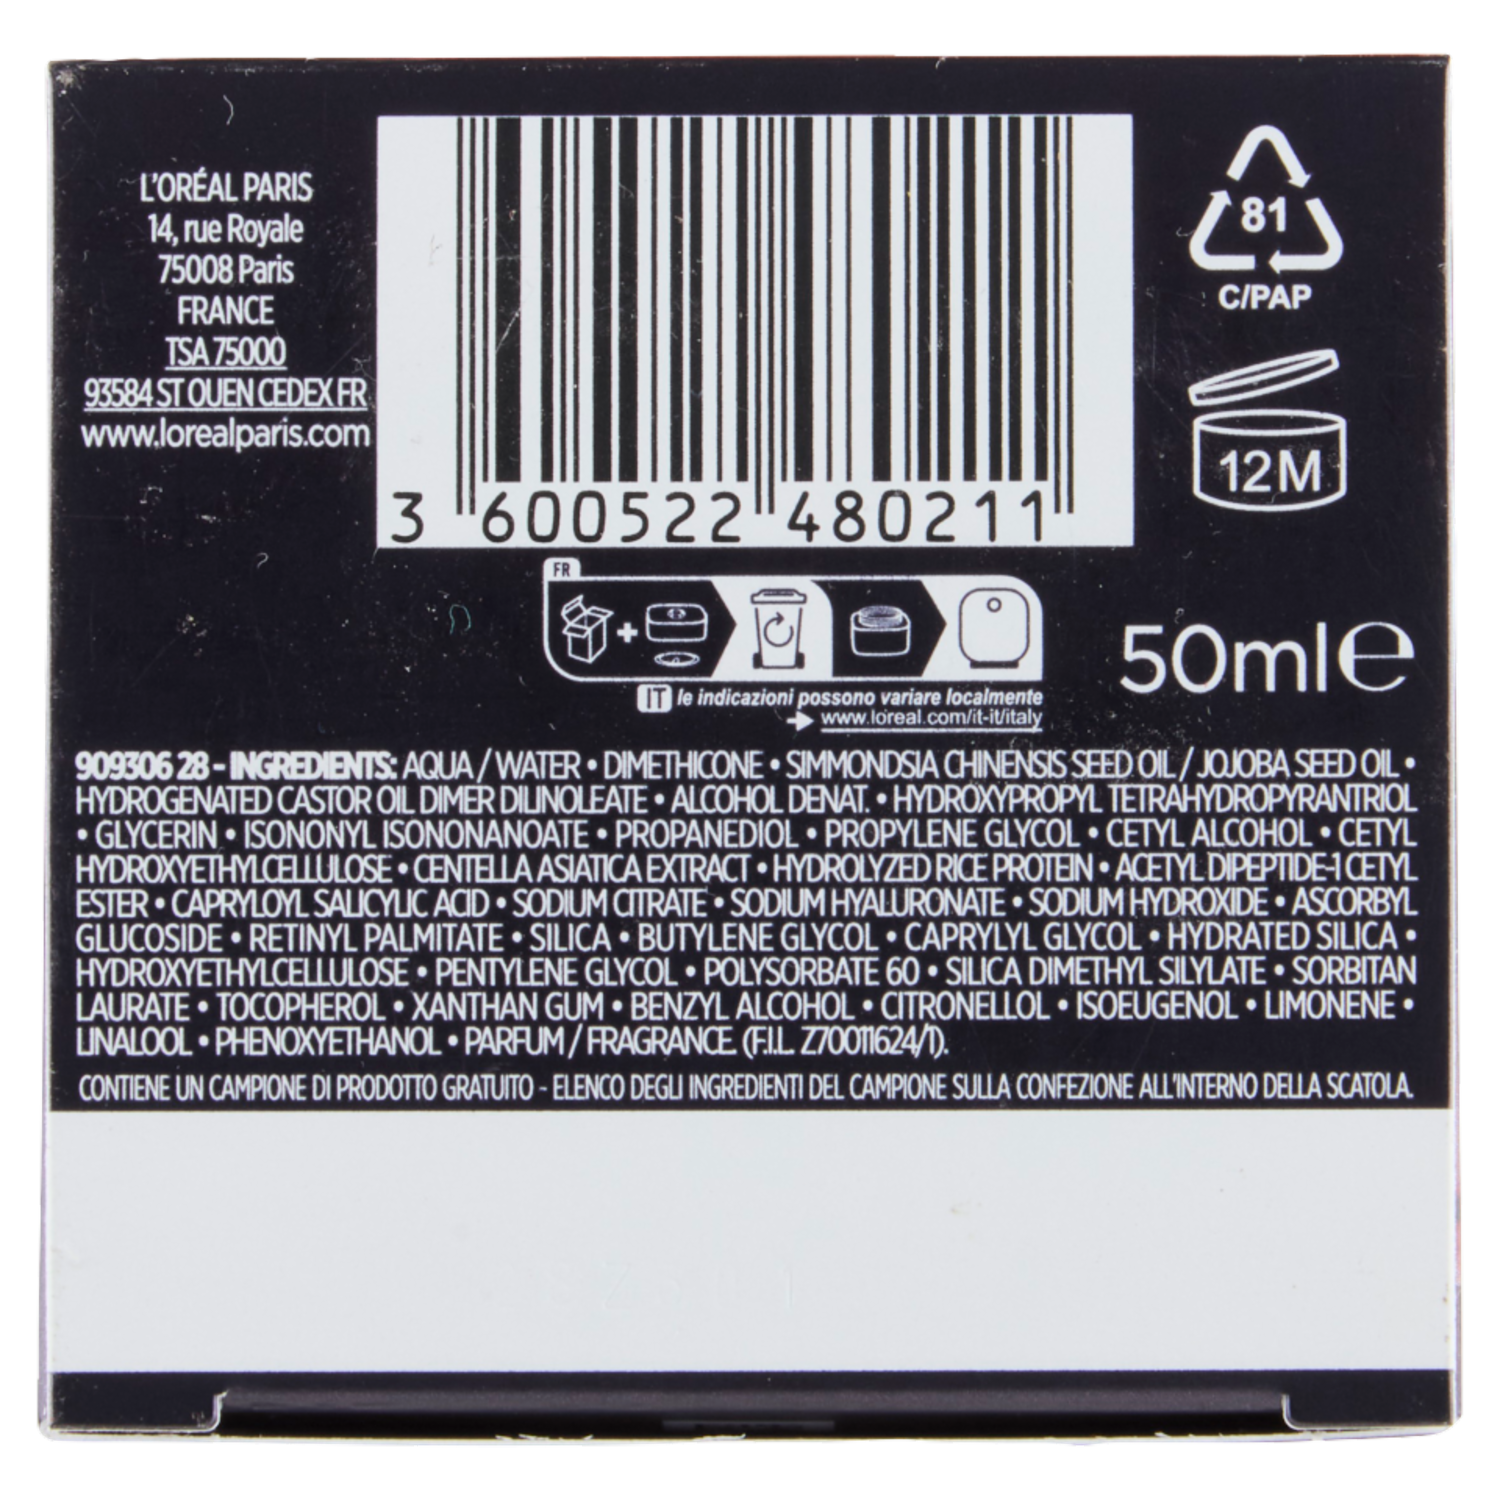 L'ORÉAL PARIS
14, rue Royale
75008 Paris
FRANCE
TSA 75000
93584 ST OUEN CEDEX FR
www.lorealparis.com
3 600522 480211
81
C/PAP
12M
FR
50ml e
IT le indicazioni possono variare localmente
www.loreal.com/it-it/italy
909306 28 - INGREDIENTS: AQUA / WATER • DIMETHICONE • SIMMONDSIA CHINENSIS SEED OIL / JOJOBA SEED OIL •
HYDROGENATED CASTOR OIL DIMER DILINOLEATE • ALCOHOL DENAT. • HYDROXYPROPYL TETRAHYDROPYRANTRIOL
• GLYCERIN • ISONONYL ISONONANOATE • PROPANEDIOL • PROPYLENE GLYCOL • CETYL ALCOHOL • CETYL
HYDROXYETHYLCELLULOSE • CENTELLA ASIATICA EXTRACT • HYDROLYZED RICE PROTEIN • ACETYL DIPEPTIDE-1 CETYL
ESTER • CAPRYLOYL SALICYLIC ACID • SODIUM CITRATE • SODIUM HYALURONATE • SODIUM HYDROXIDE • ASCORBYL
GLUCOSIDE • RETINYL PALMITATE • SILICA • BUTYLENE GLYCOL • CAPRYLYL GLYCOL • HYDRATED SILICA •
HYDROXYETHYLCELLULOSE • PENTYLENE GLYCOL • POLYSORBATE 60 • SILICA DIMETHYL SILYLATE • SORBITAN
LAURATE • TOCOPHEROL • XANTHAN GUM • BENZYL ALCOHOL • CITRONELLOL • ISOEUGENOL • LIMONENE •
LINALOOL • PHENOXYETHANOL • PARFUM / FRAGRANCE. (F.I.L. Z70011624/1).
CONTIENE UN CAMPIONE DI PRODOTTO GRATUITO - ELENCO DEGLI INGREDIENTI DEL CAMPIONE SULLA CONFEZIONE ALL'INTERNO DELLA SCATOLA.